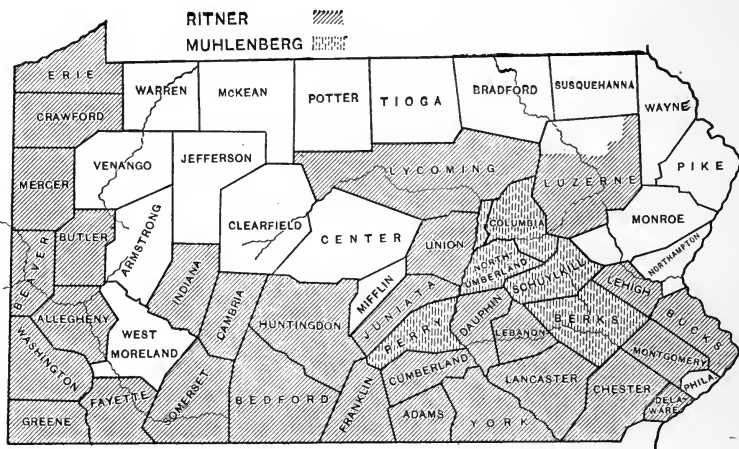 RITNER
MUHLENBERG
ERIE
CRAWFORD
MERCER
BEAVER
BUTLER
ALLEGHENY
WASHINGTON
GREENE
FAYETTE
WEST
MORELAND
ARMSTRONG
VENANGO
WARREN
McKEAN
JEFFERSON
INDIANA
CAMBRIA
SOMERSET
BEDFORD
HUNTINGDON
CLEARFIELD
CENTER
POTTER
TIOGA
LYCOMING
BRADFORD
SUSQUEHANNA
WAYNE
PIKE
LUZERNE
MONROE
NORTHAMPTON
COLUMBIA
UNION
NORTH-
UMBERLAND
MIFFLIN
JUNIATA
PERRY
FRANKLIN
CUMBERLAND
ADAMS
YORK
DAUPHIN
LEBANON
LANCASTER
SCHUYLKILL
BERKS
LEHIGH
BUCKS
MONTGOMERY
PHILA.
CHESTER
DELA-
WARE